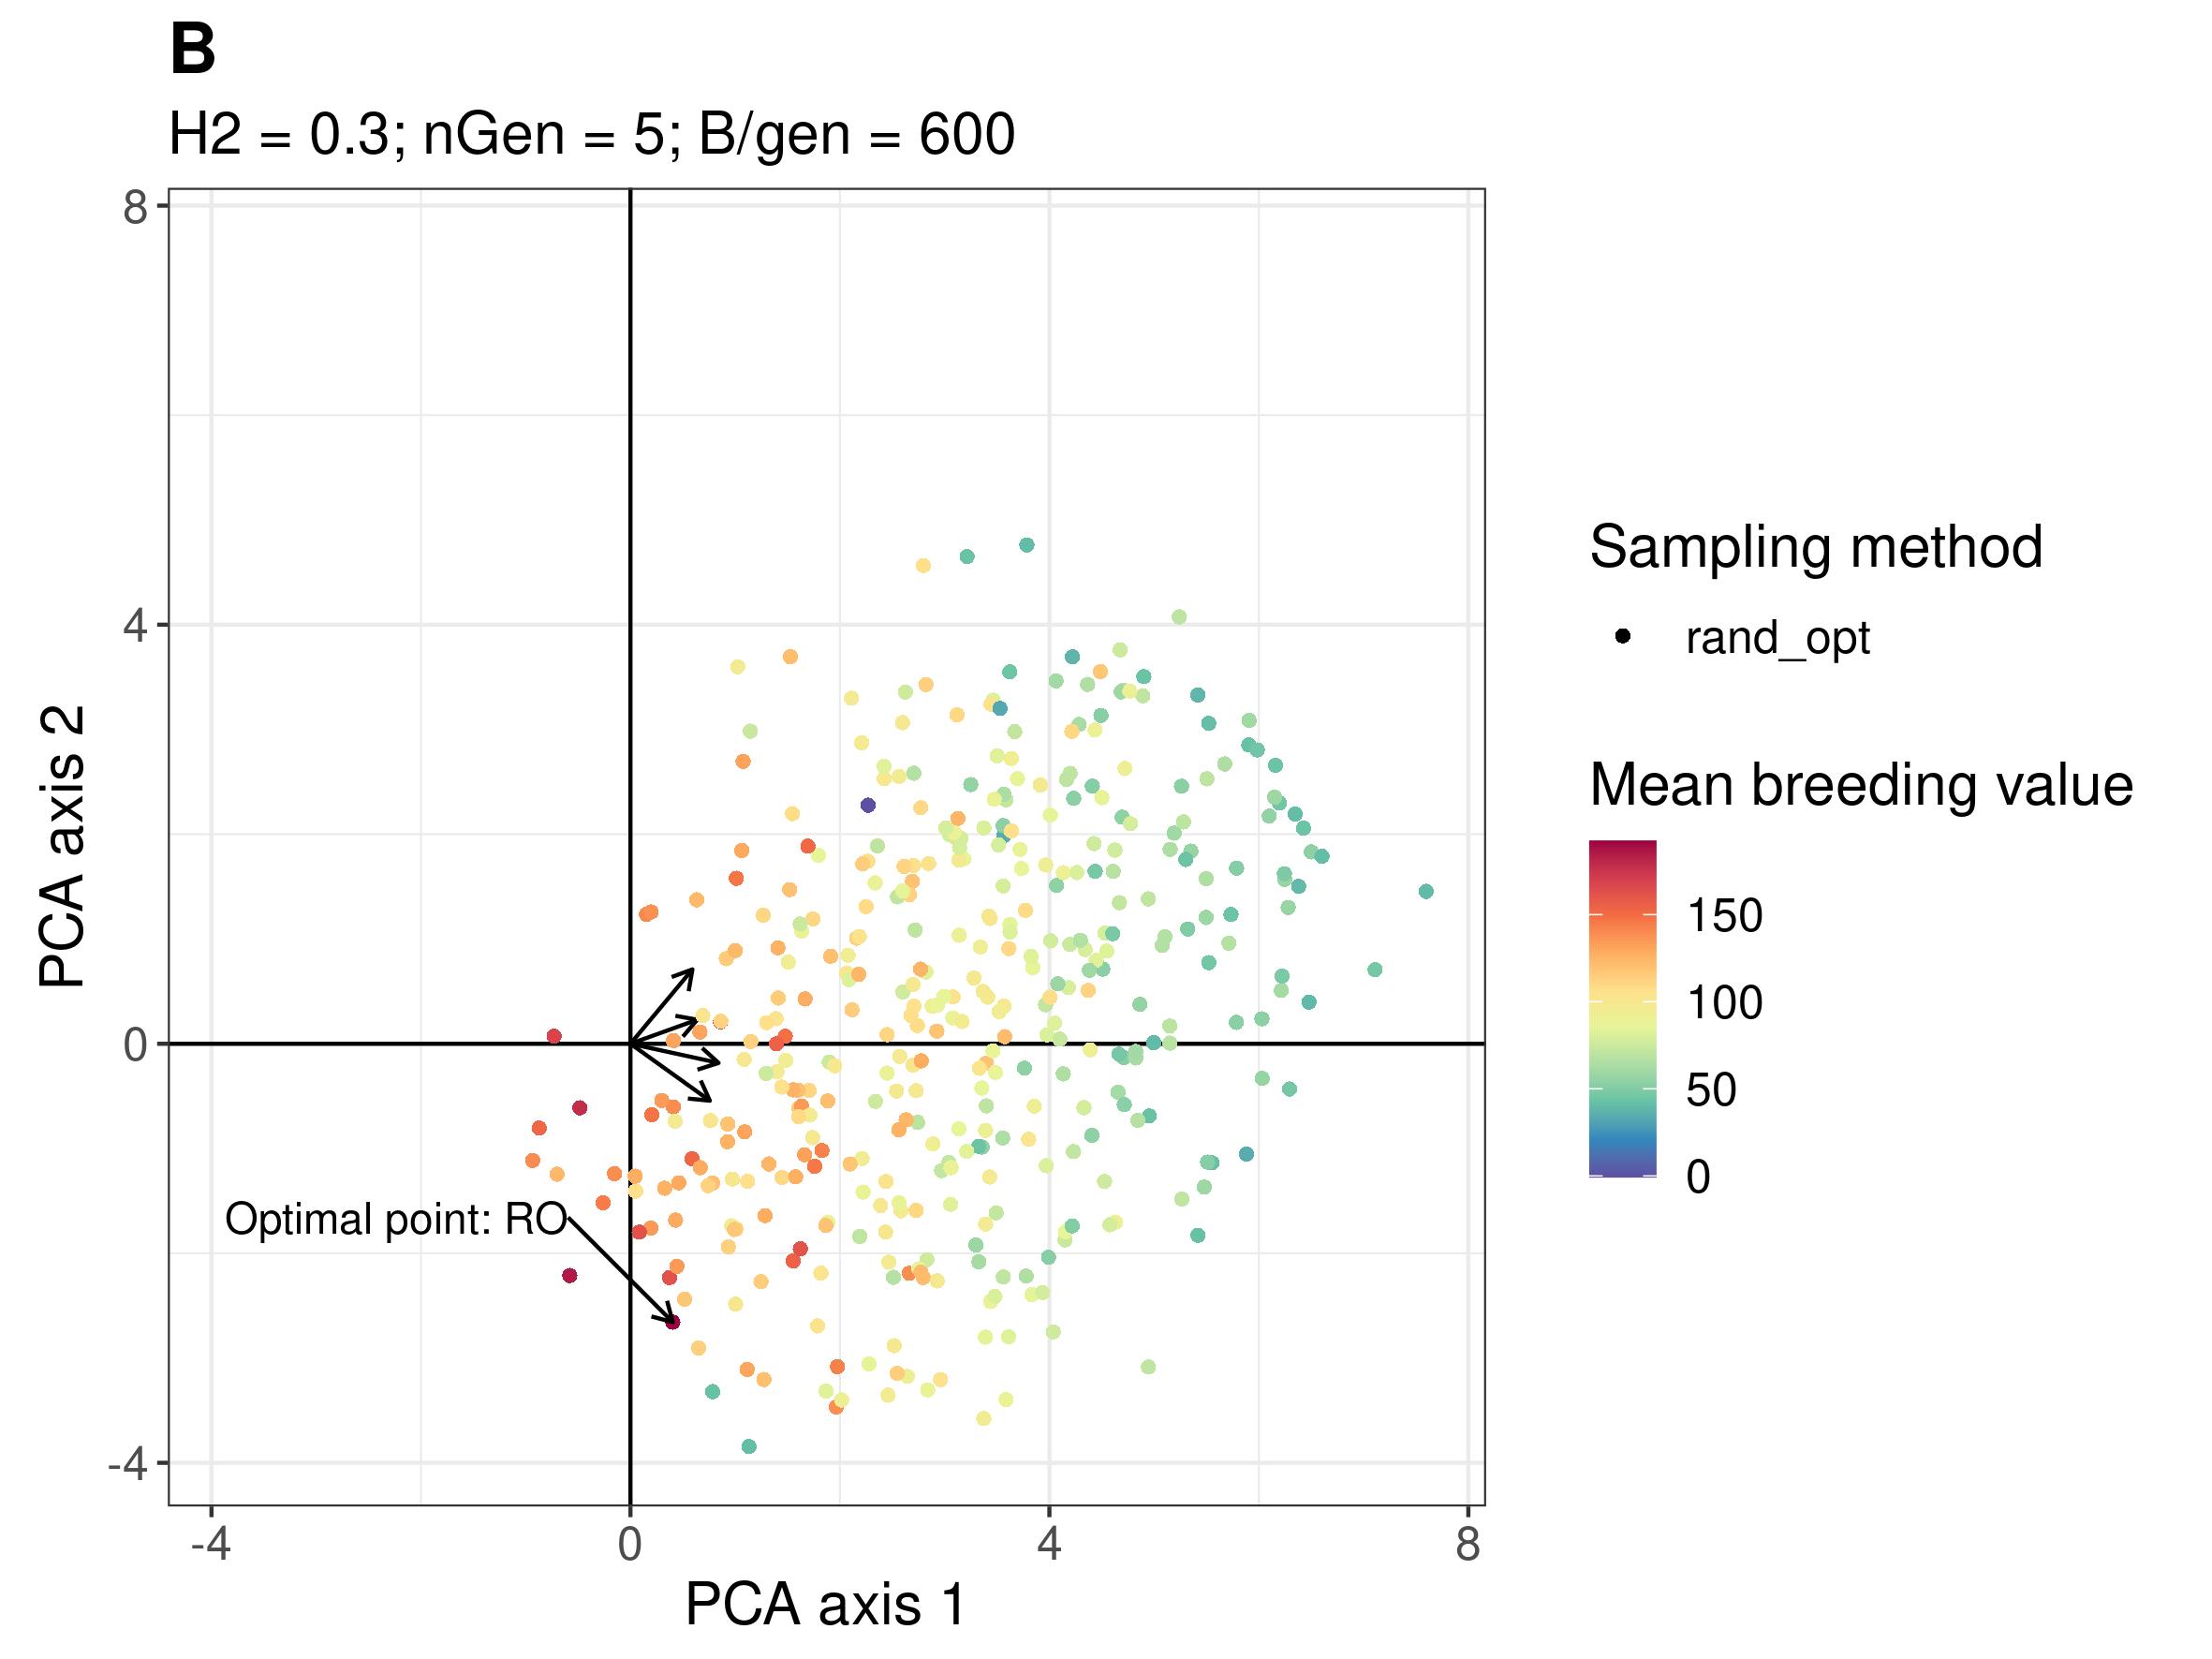 B
H2 = 0.3; nGen = 5; B/gen = 600
8
4
0
-4
PCA axis 2
Optimal point: RO
-4
0
4
8
PCA axis 1
Sampling method
rand_opt
Mean breeding value
150
100
50
0